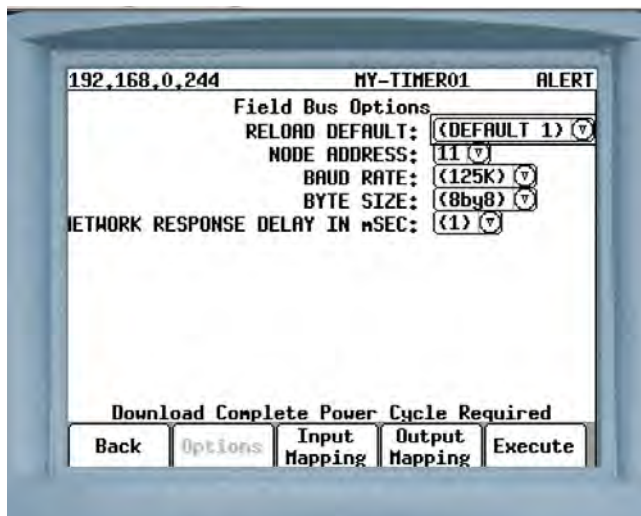 192,168,0,244 MY-TIMER01 ALERT
Field Bus Options
RELOAD DEFAULT: (DEFAULT 1)
NODE ADDRESS: 11
BAUD RATE: (125K)
BYTE SIZE: (8by8)
NETWORK RESPONSE DELAY IN mSEC: (1)
Download Complete Power Cycle Required
Back Options Input Mapping Output Mapping Execute